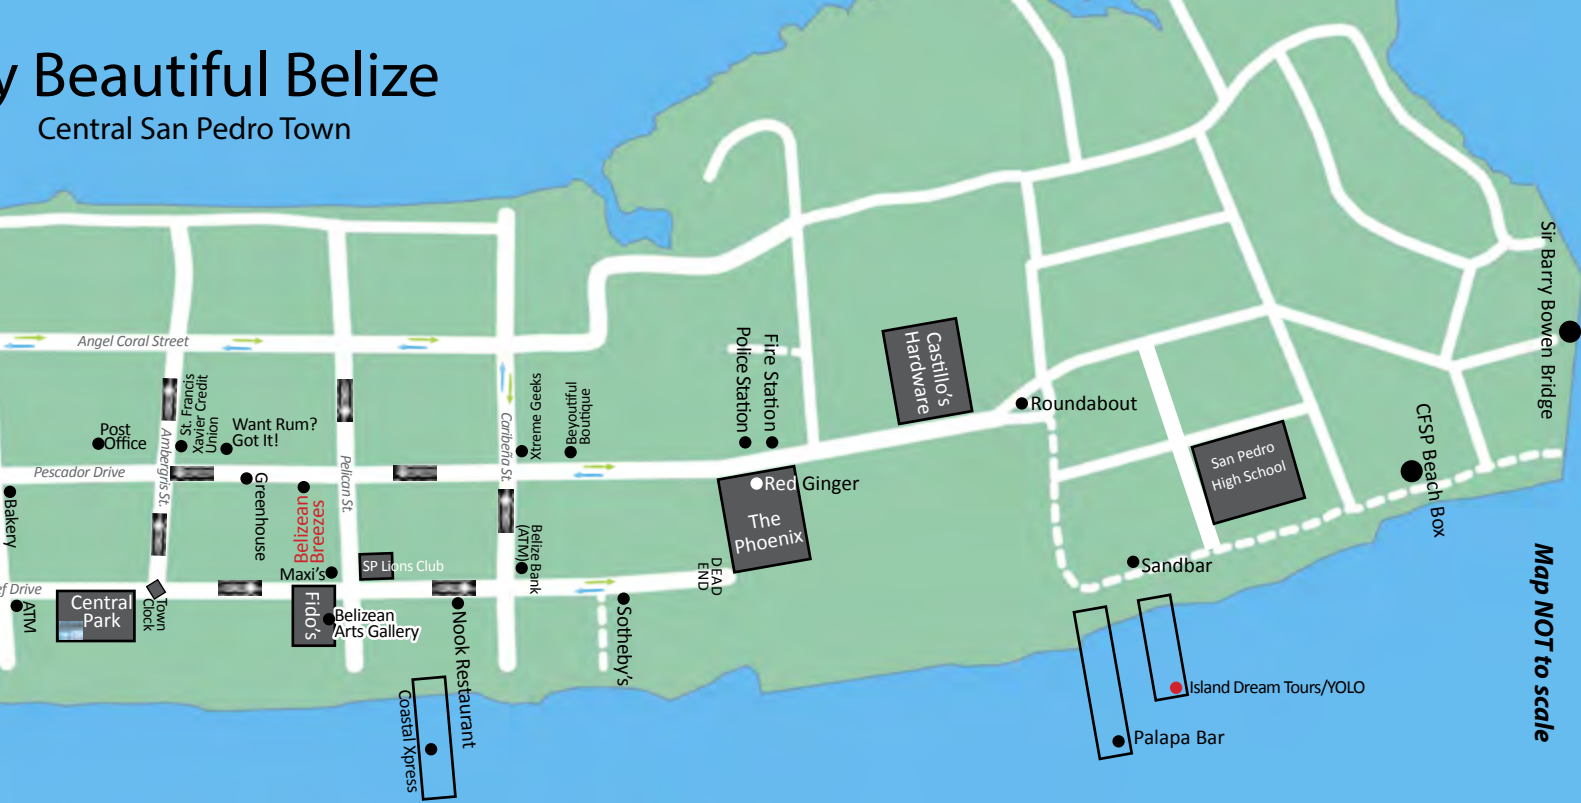 y Beautiful Belize
Central San Pedro Town
Angel Coral Street
Post
Office
Ambergris St.
St. Francis
Xavier Credit
Union
Want Rum?
Got It!
Pescador Drive
Bakery
Greenhouse
Belizean
Breezes
Pelican St.
Maxi's
SP Lions Club
ef Drive
ATM
Central
Park
Town
Clock
Fido's
Belizean
Arts Gallery
Nook Restaurant
Coastal Xpress
Caribeña St.
Xtreme Geeks
Beyoutiful
Boutique
Belize Bank
(ATM)
Sotheby's
DEAD
END
Police Station
Fire Station
Red Ginger
The
Phoenix
Castillo's
Hardware
Roundabout
San Pedro
High School
Sandbar
Island Dream Tours/YOLO
Palapa Bar
CFSP Beach Box
Sir Barry Bowen Bridge
Map NOT to scale